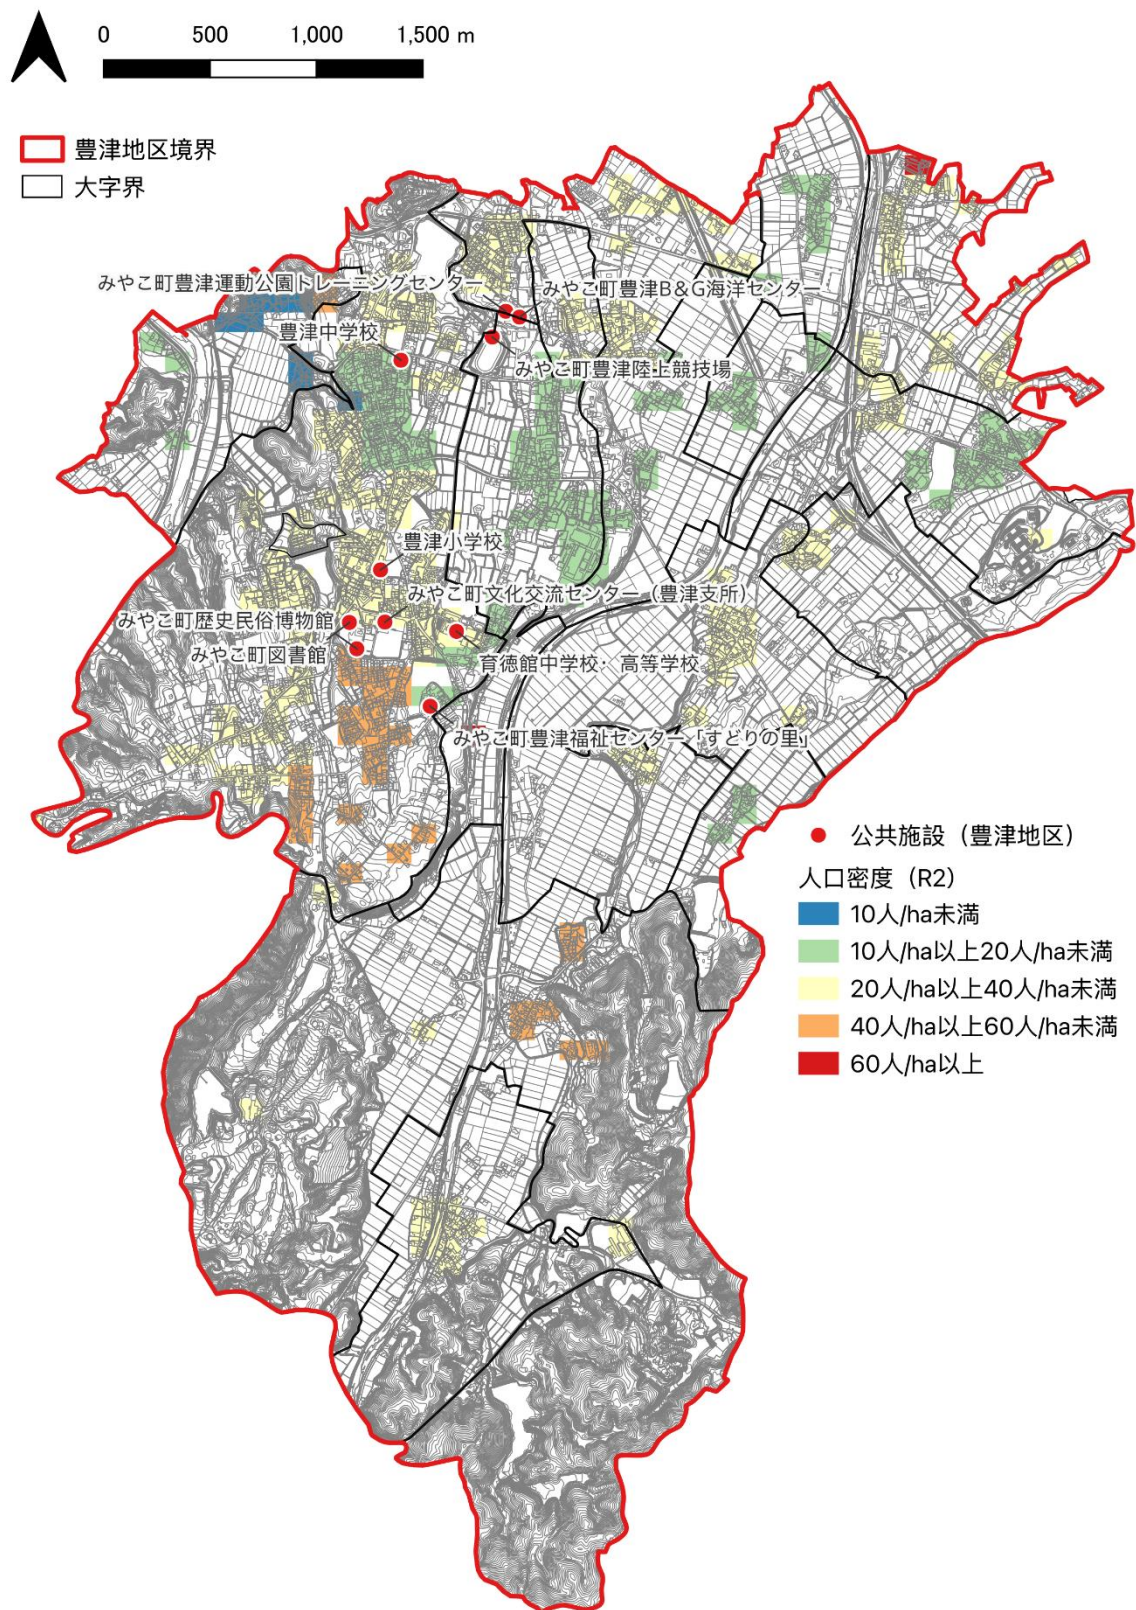 0 500 1,000 1,500 m
豊津地区境界
大字界
みやこ町豊津運動公園トレーニングセンター
みやこ町豊津B&G海洋センター
豊津中学校
みやこ町豊津陸上競技場
豊津小学校
みやこ町文化交流センター（豊津支所）
みやこ町歴史民俗博物館
みやこ町図書館
育徳館中学校・高等学校
みやこ町豊津福祉センター「すどりの里」
公共施設（豊津地区）
人口密度（R2）
10人/ha未満
10人/ha以上20人/ha未満
20人/ha以上40人/ha未満
40人/ha以上60人/ha未満
60人/ha以上